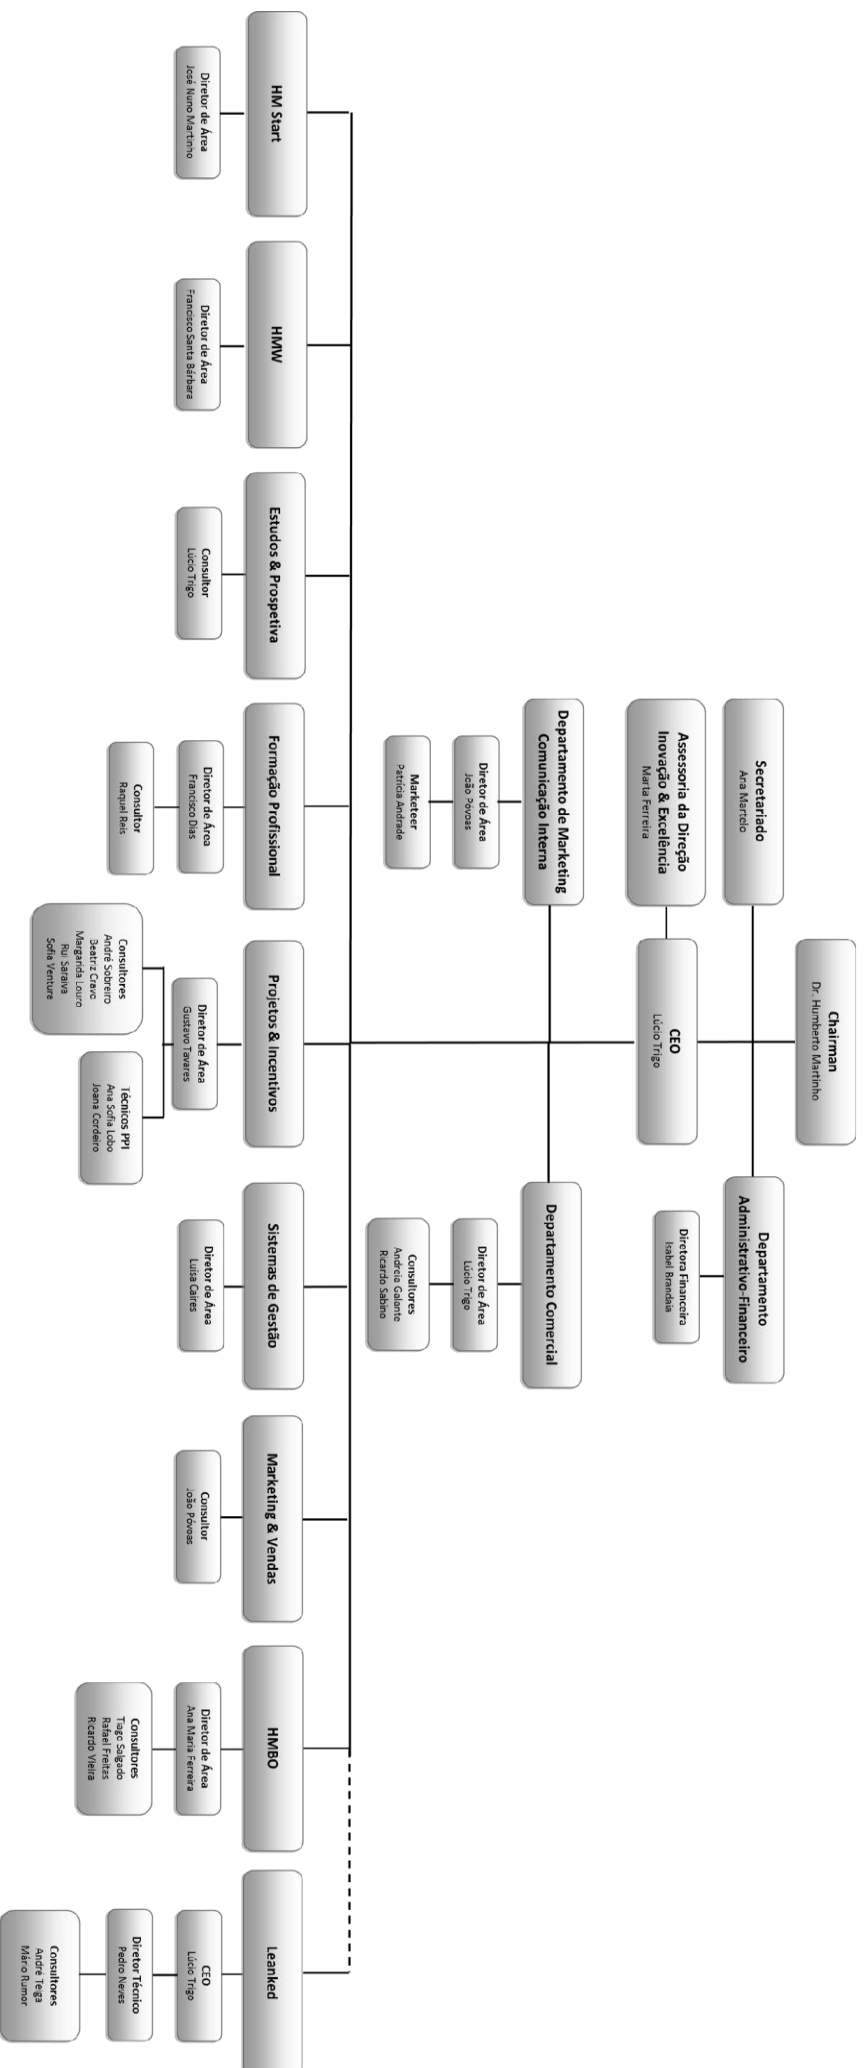 Chairman
Dr. Humberto Martinho
Secretariado
Ana Martelo
Departamento
Administrativo-Financeiro
Diretora Financeira
Isabel Brandaia
Assessoria da Direção
Inovação & Excelência
Marta Ferreira
CEO
Lúcio Trigo
Departamento de Marketing
Comunicação Interna
Diretor de Área
João Póvoas
Marketeer
Patrícia Andrade
Departamento Comercial
Diretor de Área
Lúcio Trigo
Consultores
Andreia Galante
Ricardo Sabino
HM Start
Diretor de Área
José Nuno Martinho
HMW
Diretor de Área
Francisco Santa Bárbara
Estudos & Prospetiva
Consultor
Lúcio Trigo
Formação Profissional
Diretor de Área
Francisco Dias
Consultor
Raquel Reis
Projetos & Incentivos
Diretor de Área
Gustavo Tavares
Consultores
André Sobreiro
Beatriz Cravo
Margarida Louro
Rui Saraiva
Sofia Ventura
Técnicos PPI
Ana Sofia Lobo
Joana Cordeiro
Sistemas de Gestão
Diretor de Área
Luísa Caires
Marketing & Vendas
Consultor
João Póvoas
HMBO
Diretor de Área
Ana Maria Ferreira
Consultores
Tiago Salgado
Rafael Freitas
Ricardo Vieira
Leanked
CEO
Lúcio Trigo
Diretor Técnico
Pedro Neves
Consultores
André Teiga
Mário Rumor